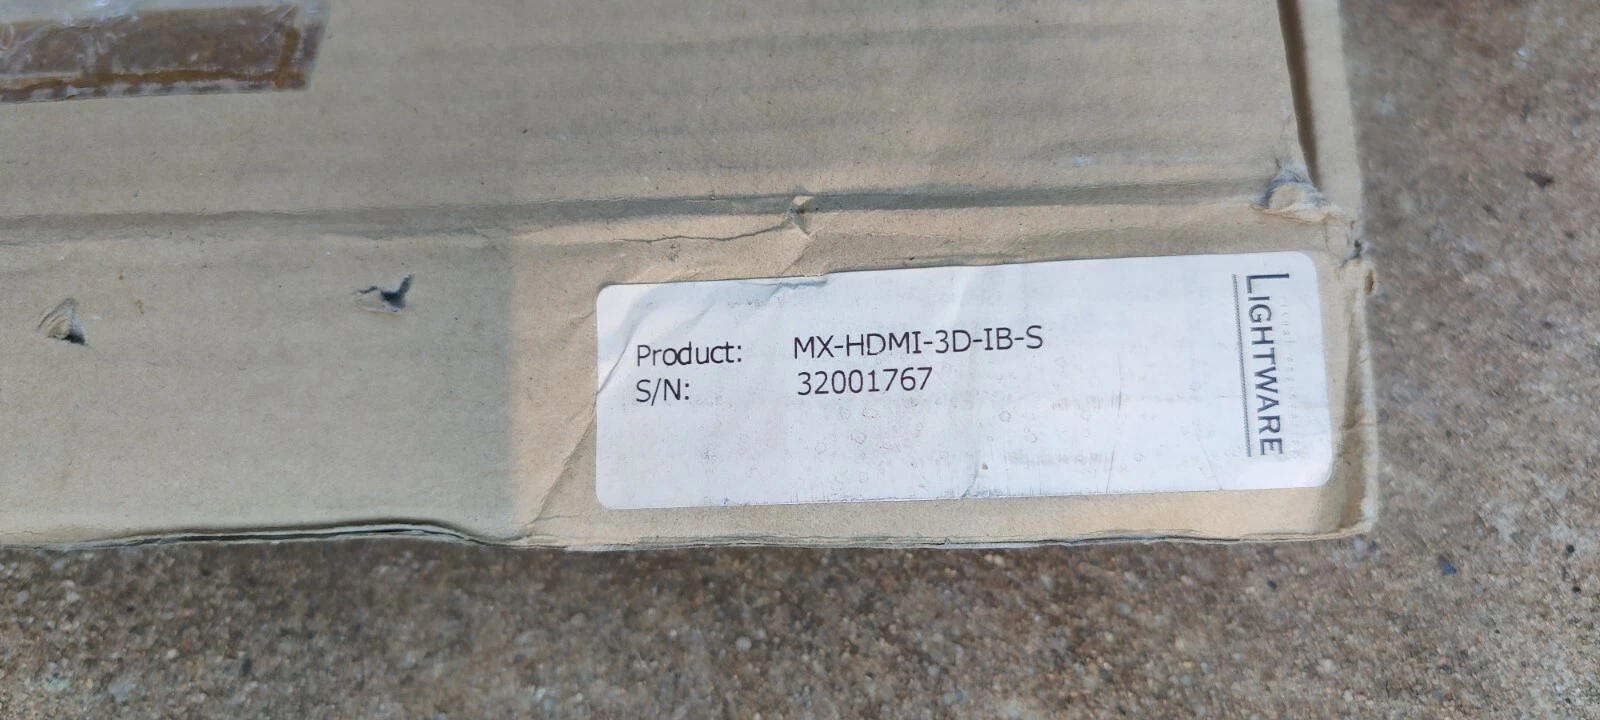 Product: MX-HDMI-3D-IB-S
S/N: 32001767
LIGHTWARE